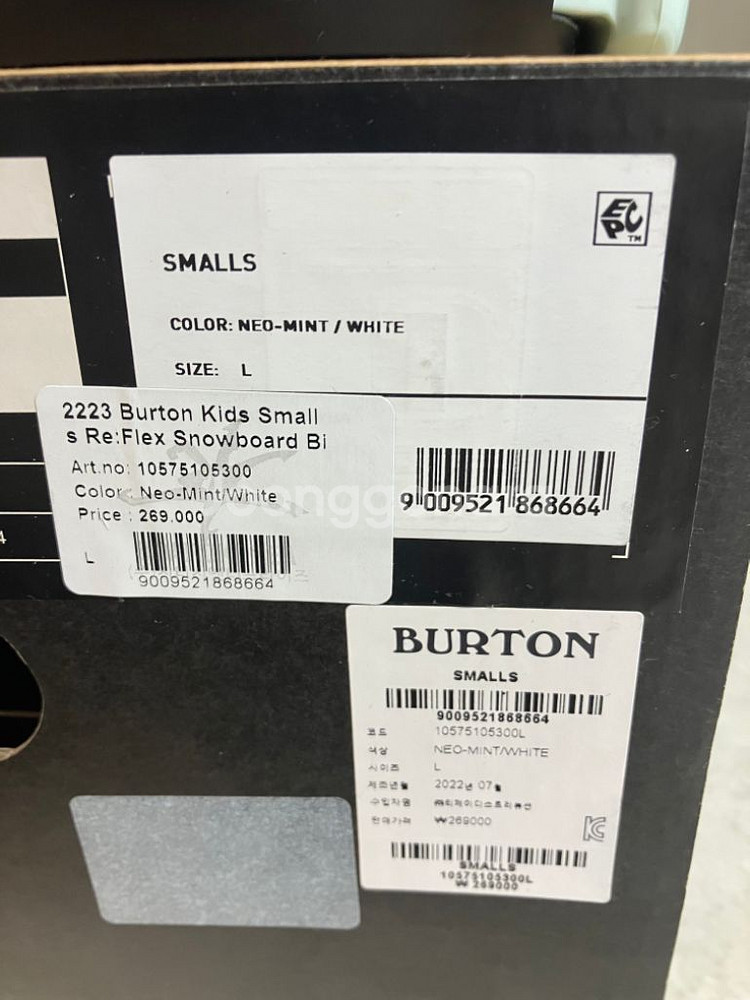 SMALLS
EPC
TM
COLOR: NEO-MINT / WHITE
SIZE: L
9 009521 868664
2223 Burton Kids Small
s Re:Flex Snowboard Bi
Art.no: 10575105300
Color : Neo-Mint/White
Price : 269.000
L
9009521868664
4
BURTON
SMALLS
9009521868664
코드 10575105300L
색상 NEO-MINT/WHITE
사이즈 L
제조년월 2022년 07월
수입자명
판매가격 ₩269000
SMALLS
10575105300L
₩ 269000